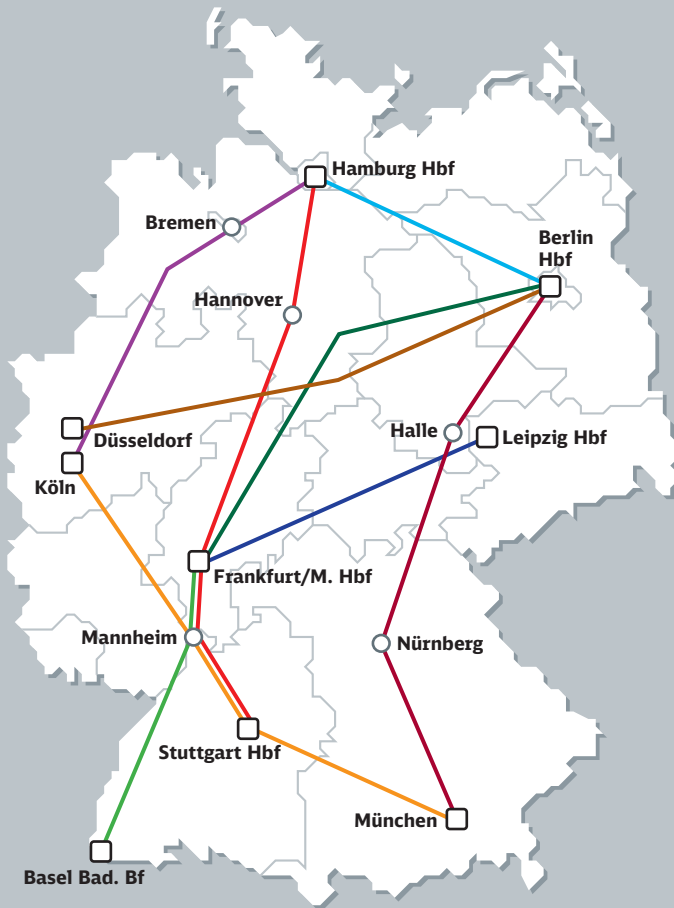 Hamburg Hbf
Bremen
Berlin
Hbf
Hannover
Halle
Leipzig Hbf
Düsseldorf
Köln
Frankfurt/M. Hbf
Mannheim
Nürnberg
Stuttgart Hbf
München
Basel Bad. Bf